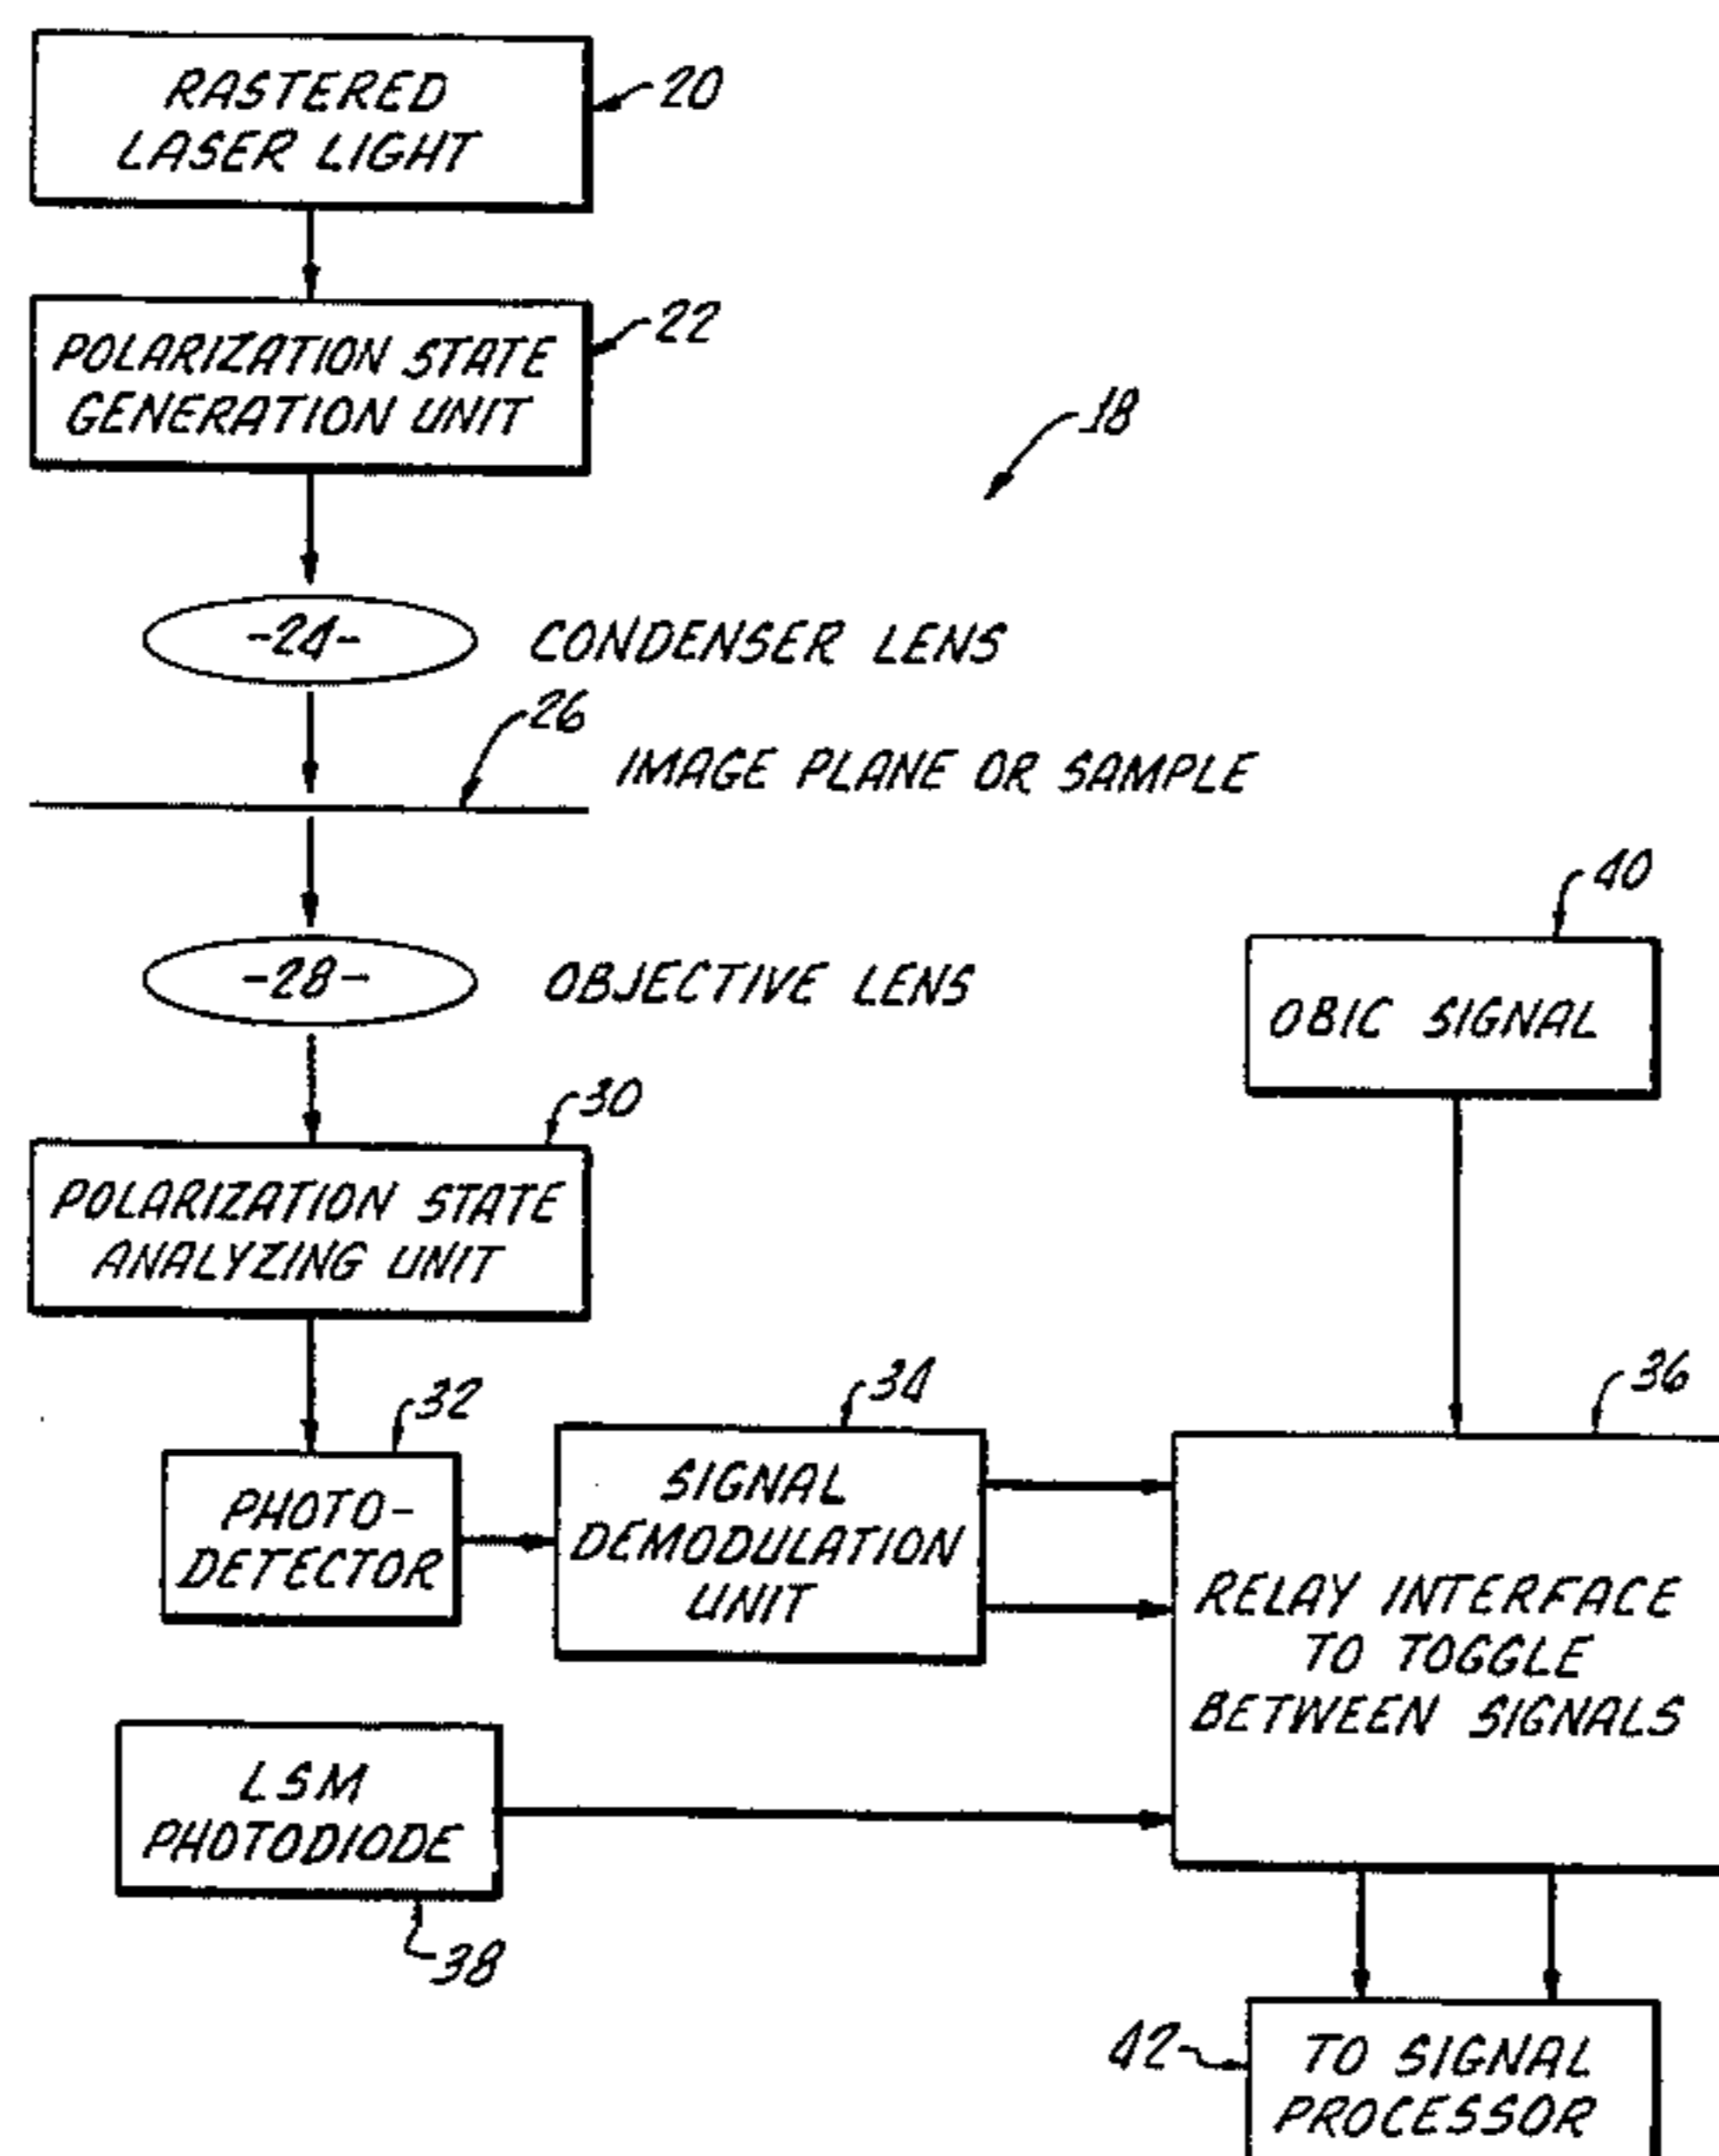 RASTERED
LASER LIGHT
20
POLARIZATION STATE
GENERATION UNIT
22
18
-24-
CONDENSER LENS
26
IMAGE PLANE OR SAMPLE
-28-
OBJECTIVE LENS
40
OBIC SIGNAL
30
POLARIZATION STATE
ANALYZING UNIT
32
PHOTO-
DETECTOR
34
SIGNAL
DEMODULATION
UNIT
36
RELAY INTERFACE
TO TOGGLE
BETWEEN SIGNALS
LSM
PHOTODIODE
38
42
TO SIGNAL
PROCESSOR